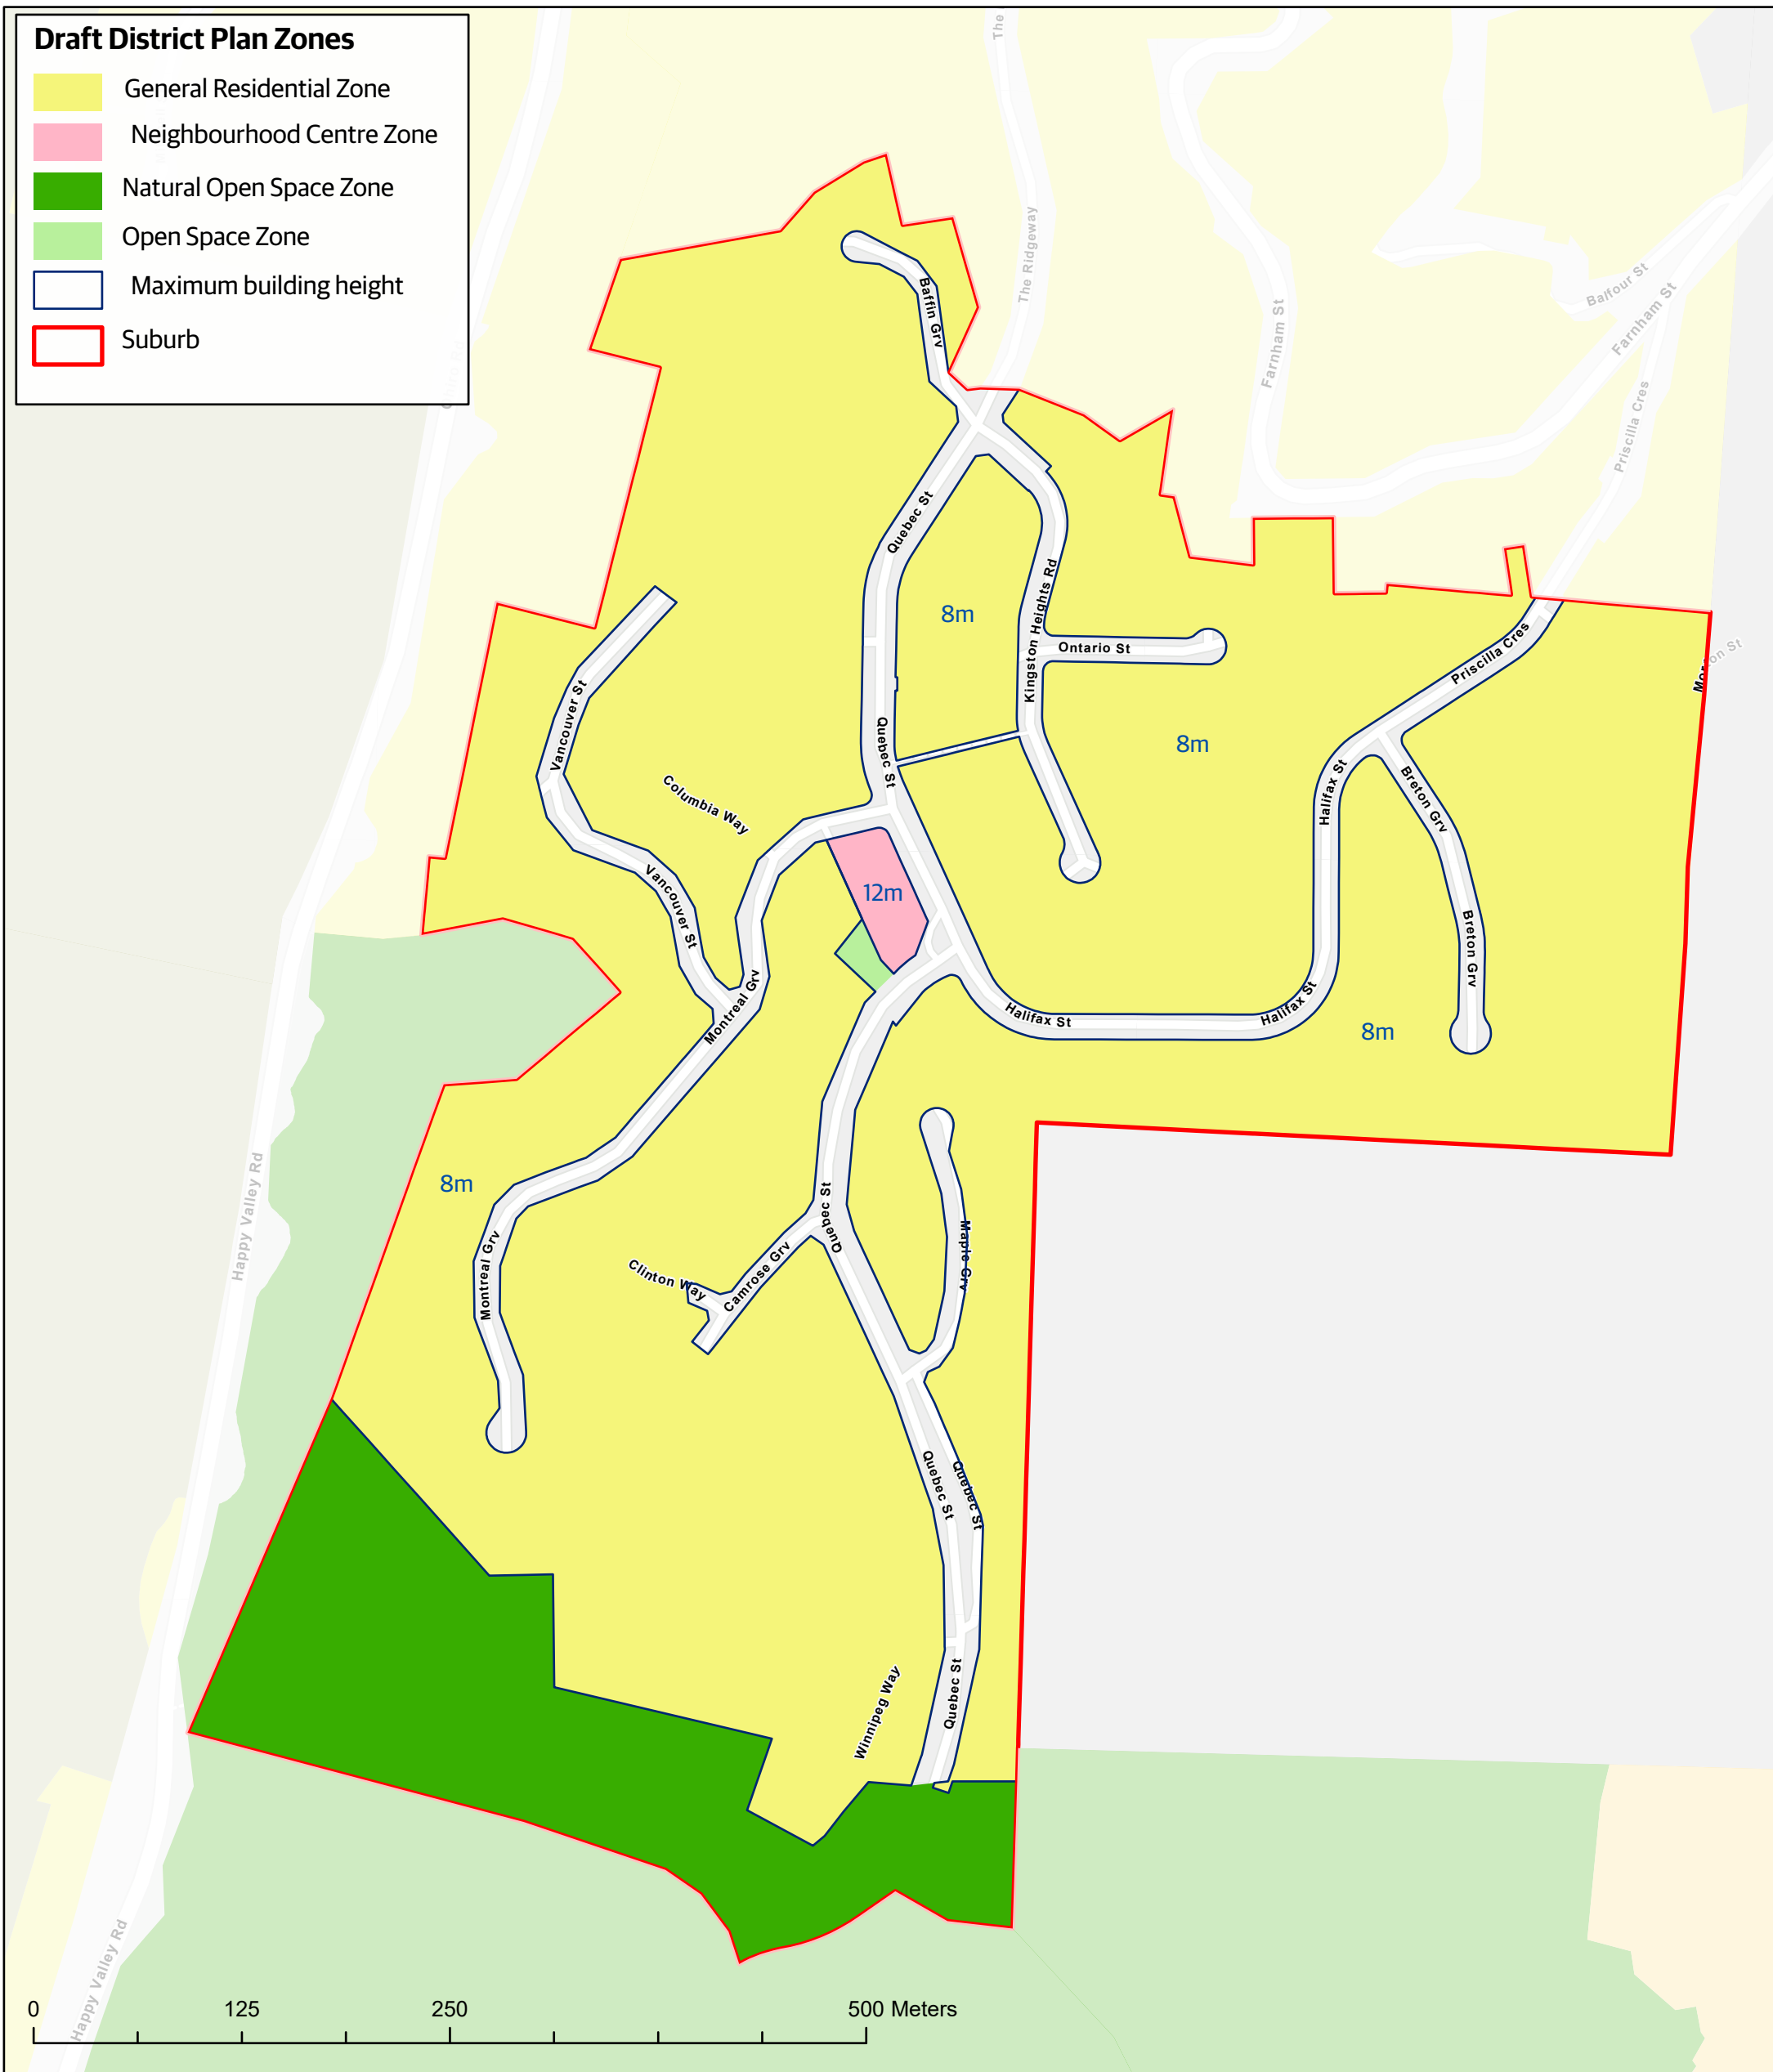 Draft District Plan Zones
General Residential Zone
Neighbourhood Centre Zone
Natural Open Space Zone
Open Space Zone
Maximum building height
Suburb
The
The Ridgeway
Balfour St
Farnham St
Farnham St
Priscilla Cres
Baffin Grv
Quebec St
8m
Kingston Heights Rd
Ontario St
Priscilla Cres
Vancouver St
Quebec St
8m
Columbia Way
Halifax St
Breton Grv
12m
Vancouver St
Breton Grv
Montreal Grv
Halifax St
Halifax St
8m
8m
Happy Valley Rd
Quebec St
Quebec
Maple Grv
Montreal Grv
Clinton Way
Camrose Grv
Quebec St
Quebec St
Winnipeg Way
Quebec St
Happy Valley Rd
0 125 250 500 Meters